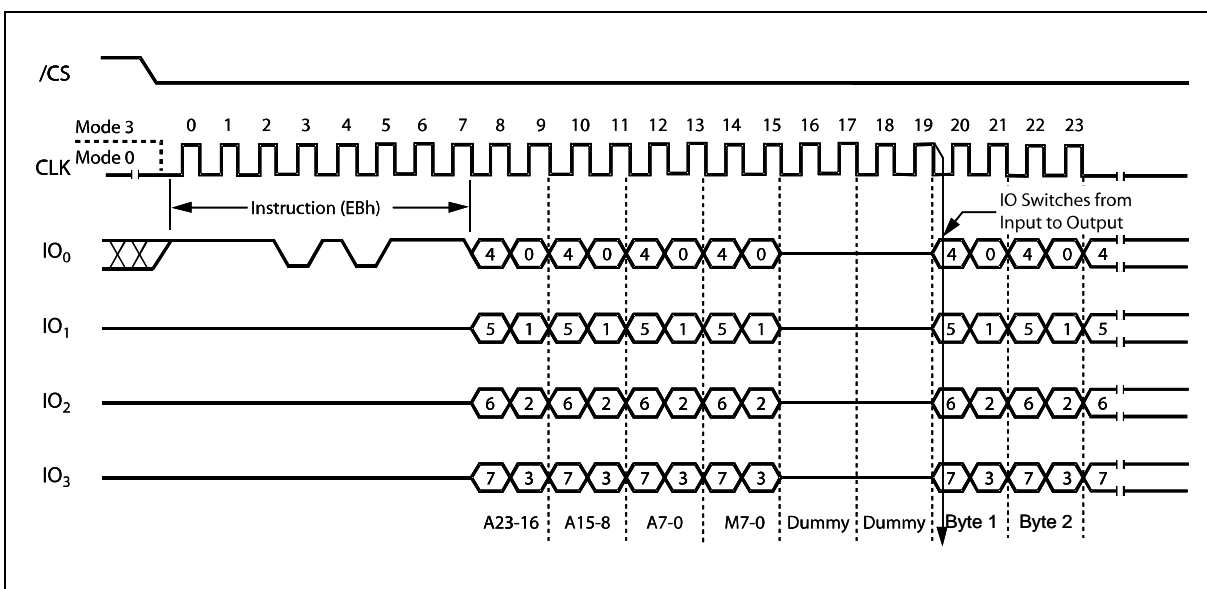 /CS
Mode 3
0 1 2 3 4 5 6 7 8 9 10 11 12 13 14 15 16 17 18 19 20 21 22 23
CLK
Mode 0
Instruction (EBh)
IO Switches from
Input to Output
IO₀
4 0 4 0 4 0 4 0 4 0 4 0 4
IO₁
5 1 5 1 5 1 5 1 5 1 5 1 5
IO₂
6 2 6 2 6 2 6 2 6 2 6 2 6
IO₃
7 3 7 3 7 3 7 3 7 3 7 3 7
A23-16 A15-8 A7-0 M7-0 Dummy Dummy Byte 1 Byte 2